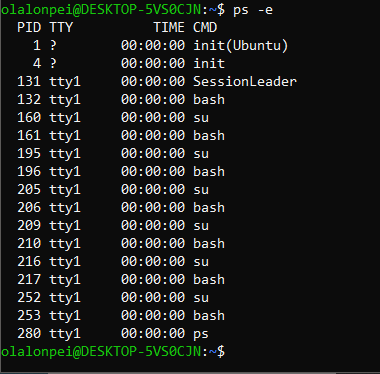 olalonpei@DESKTOP-5VS0CJN:~$ ps -e
  PID TTY          TIME CMD
    1 ?        00:00:00 init(Ubuntu)
    4 ?        00:00:00 init
  131 tty1     00:00:00 SessionLeader
  132 tty1     00:00:00 bash
  160 tty1     00:00:00 su
  161 tty1     00:00:00 bash
  195 tty1     00:00:00 su
  196 tty1     00:00:00 bash
  205 tty1     00:00:00 su
  206 tty1     00:00:00 bash
  209 tty1     00:00:00 su
  210 tty1     00:00:00 bash
  216 tty1     00:00:00 su
  217 tty1     00:00:00 bash
  252 tty1     00:00:00 su
  253 tty1     00:00:00 bash
  280 tty1     00:00:00 ps
olalonpei@DESKTOP-5VS0CJN:~$